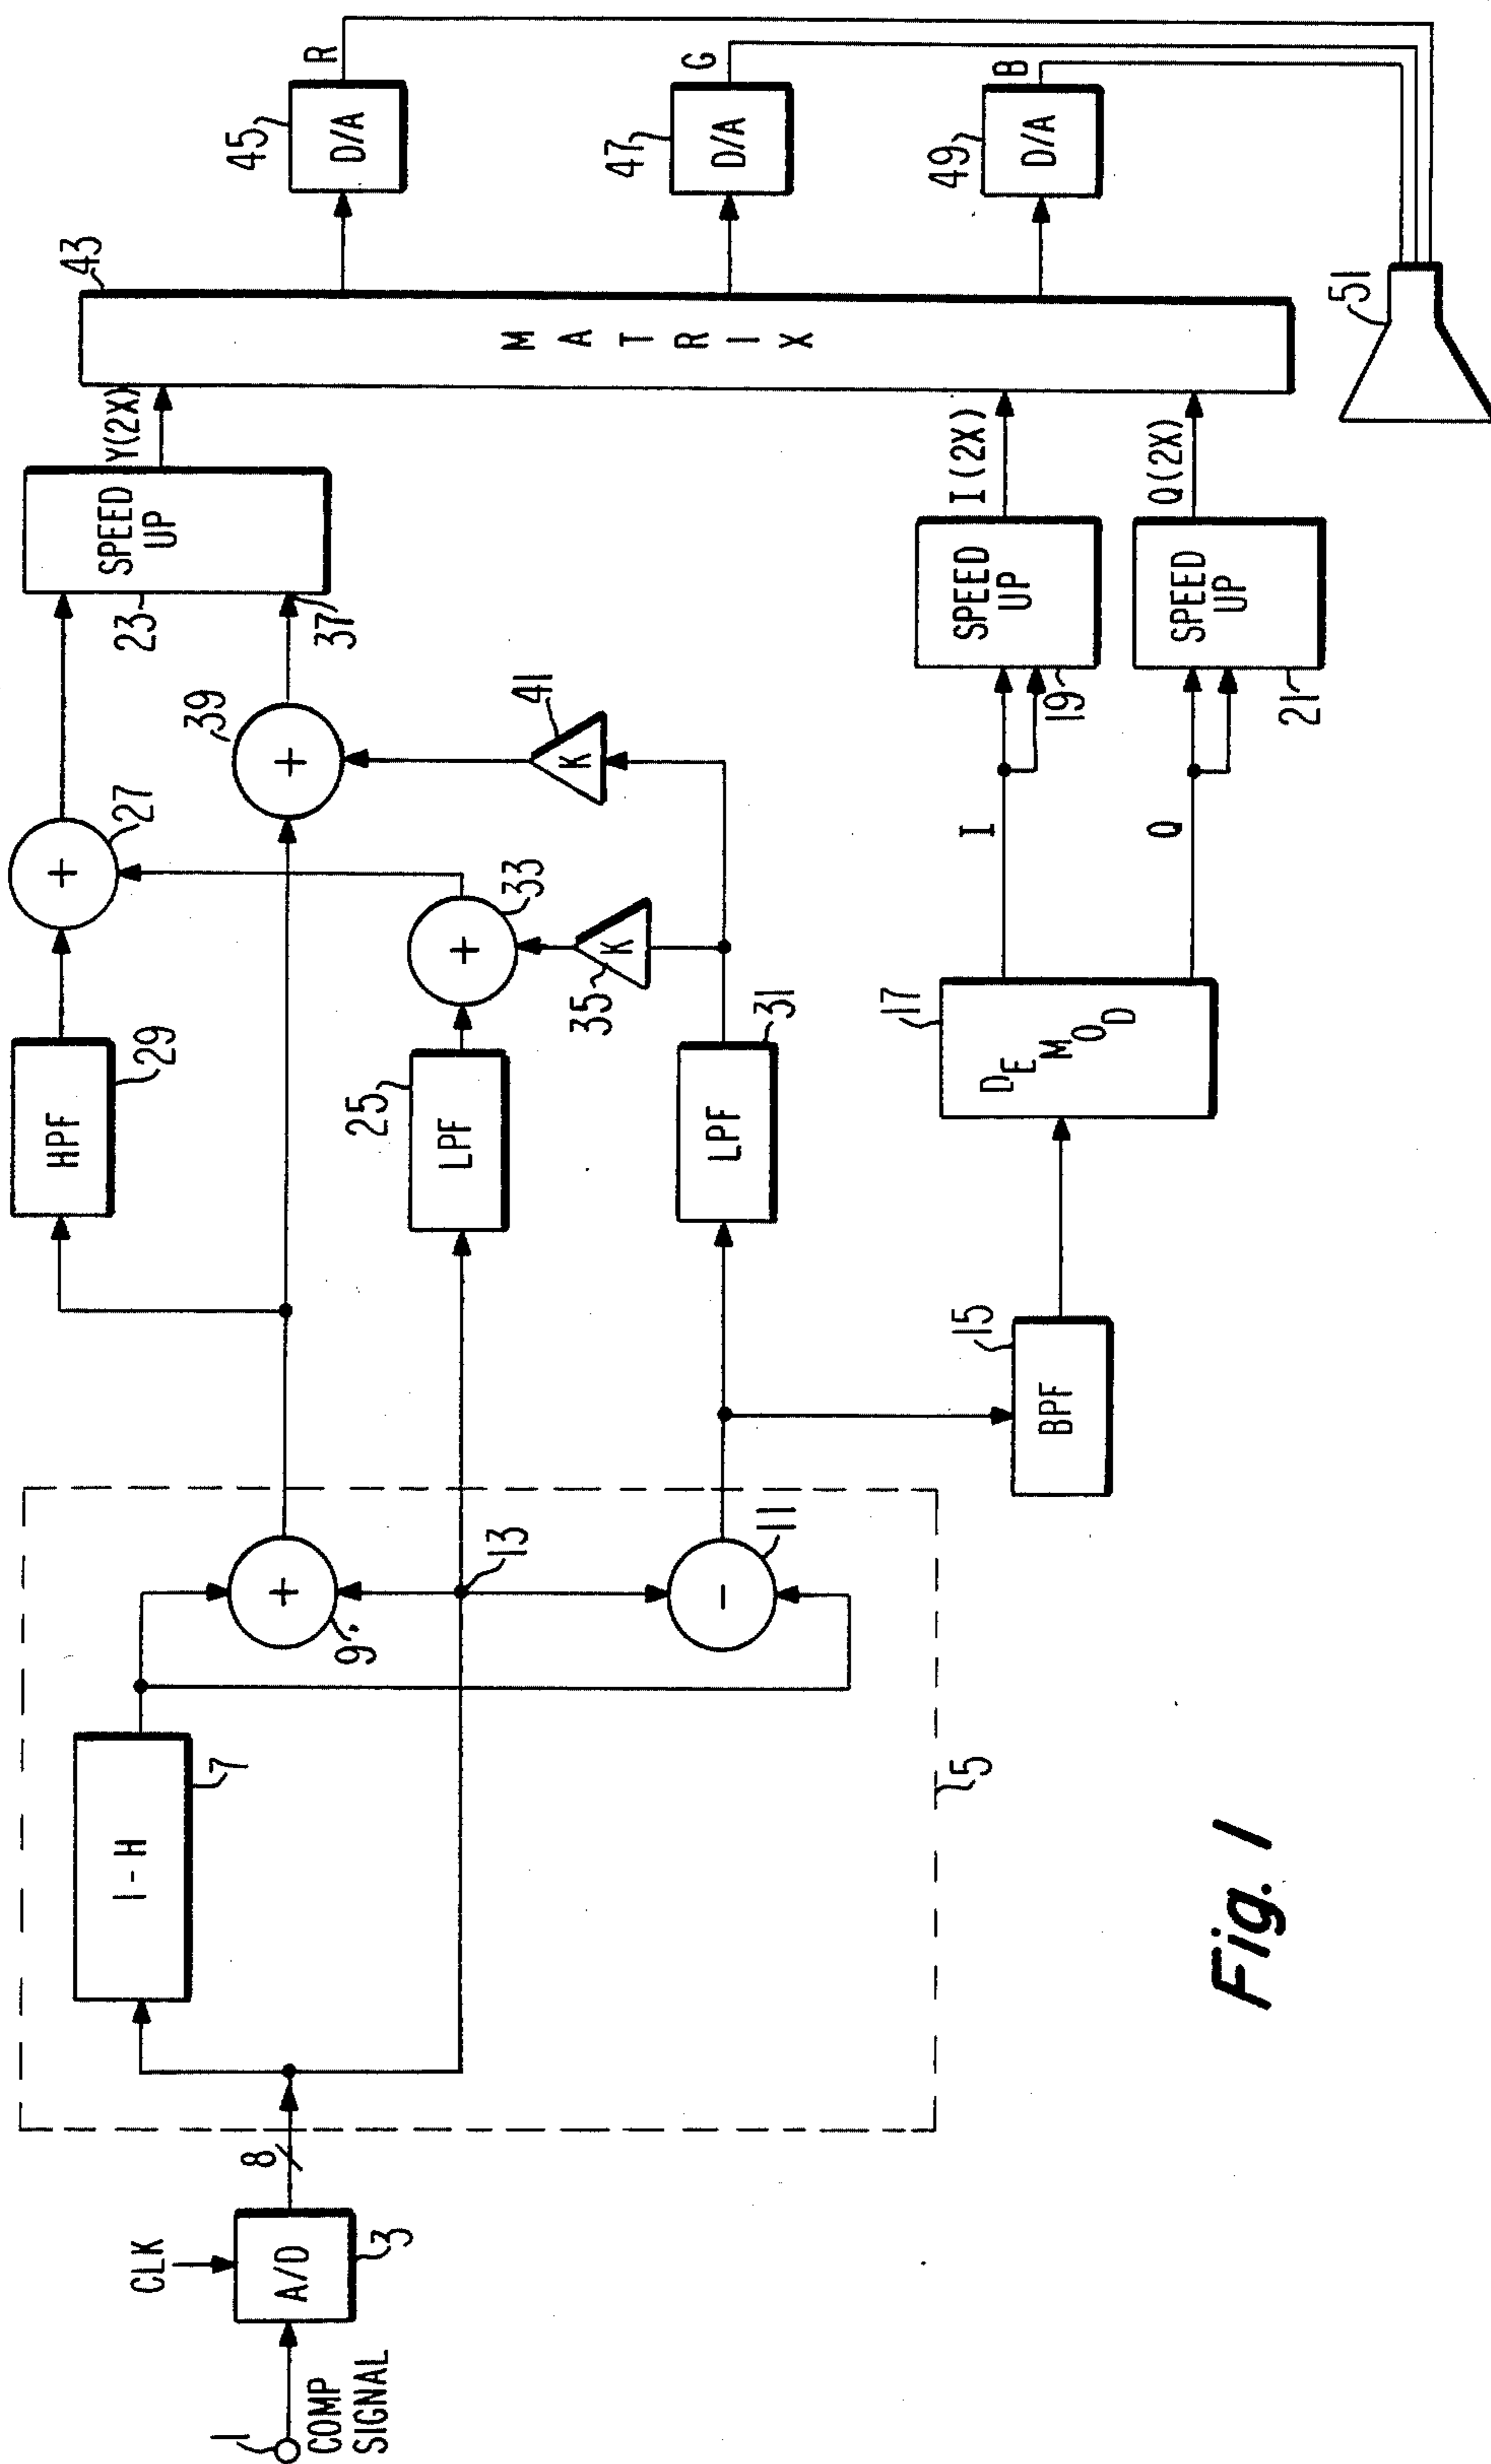 1
COMP
SIGNAL
CLK
A/D
3
8
1-H
7
+
9
13
-
11
5
HPF
29
LPF
25
LPF
31
BPF
15
+
27
+
33
K
35
+
39
K
41
DEMOD
17
I
Q
SPEED
UP
23
37
SPEED
UP
19
SPEED
UP
21
Y(2X)
I(2X)
Q(2X)
MATRIX
43
D/A
45
R
D/A
47
G
D/A
49
B
51
Fig. 1